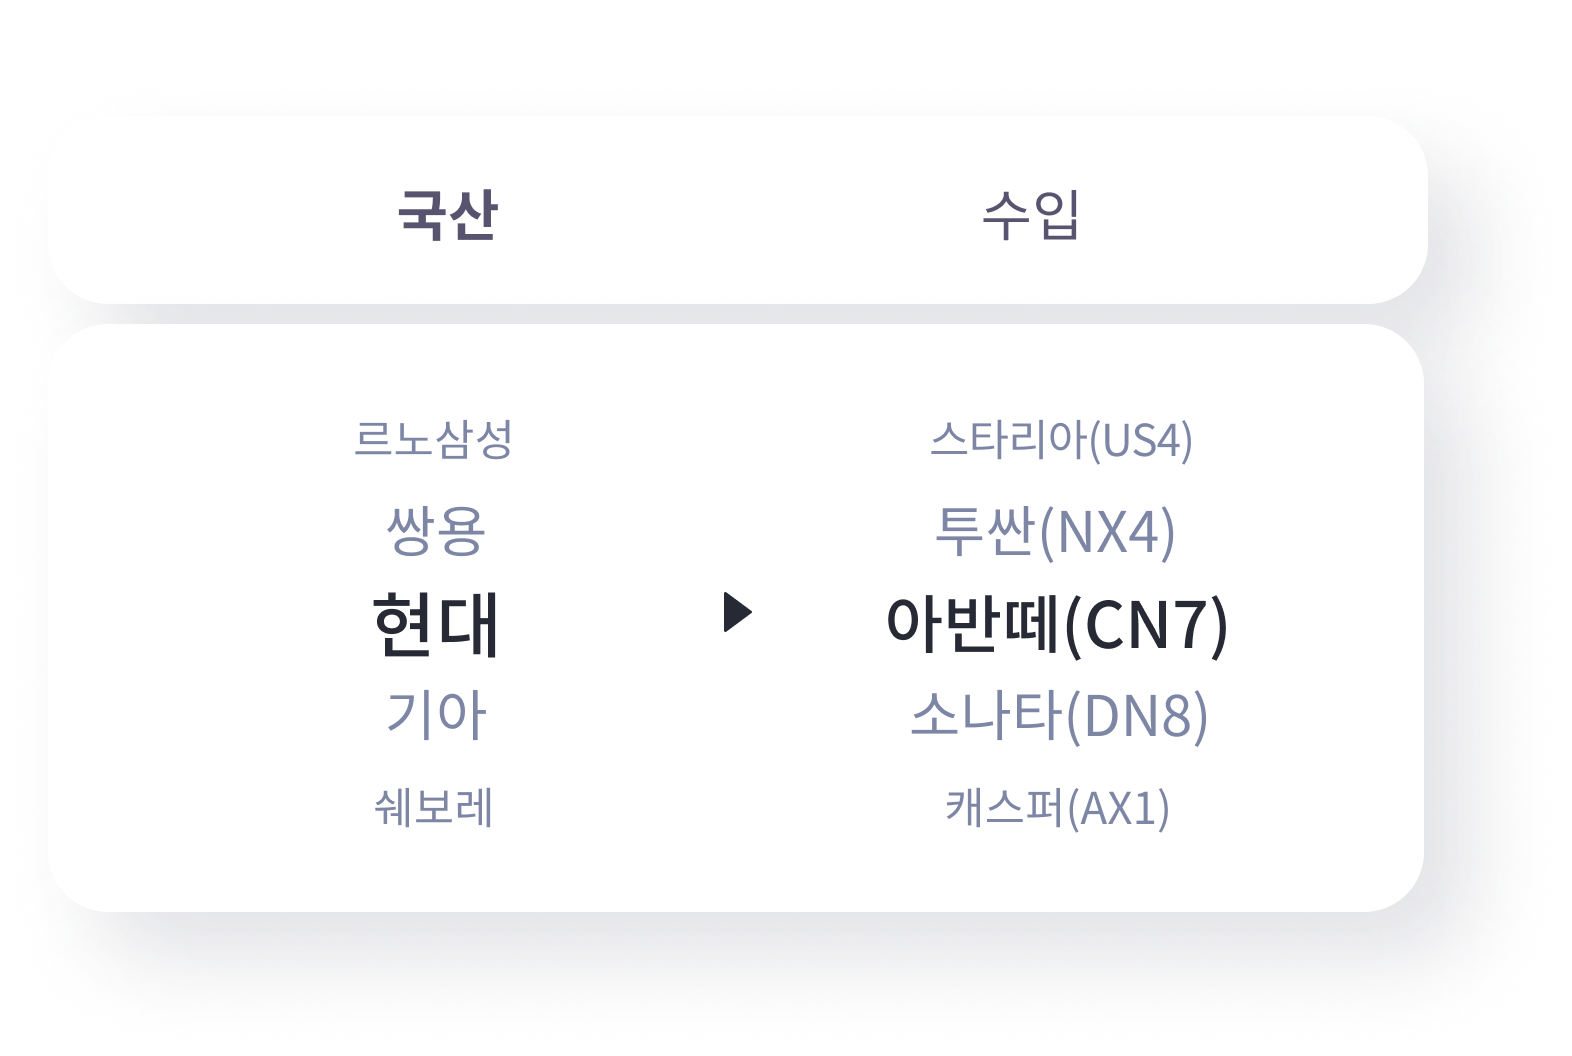 국산 수입
르노삼성 스타리아(US4)
쌍용 투싼(NX4)
현대 아반떼(CN7)
기아 소나타(DN8)
쉐보레 캐스퍼(AX1)